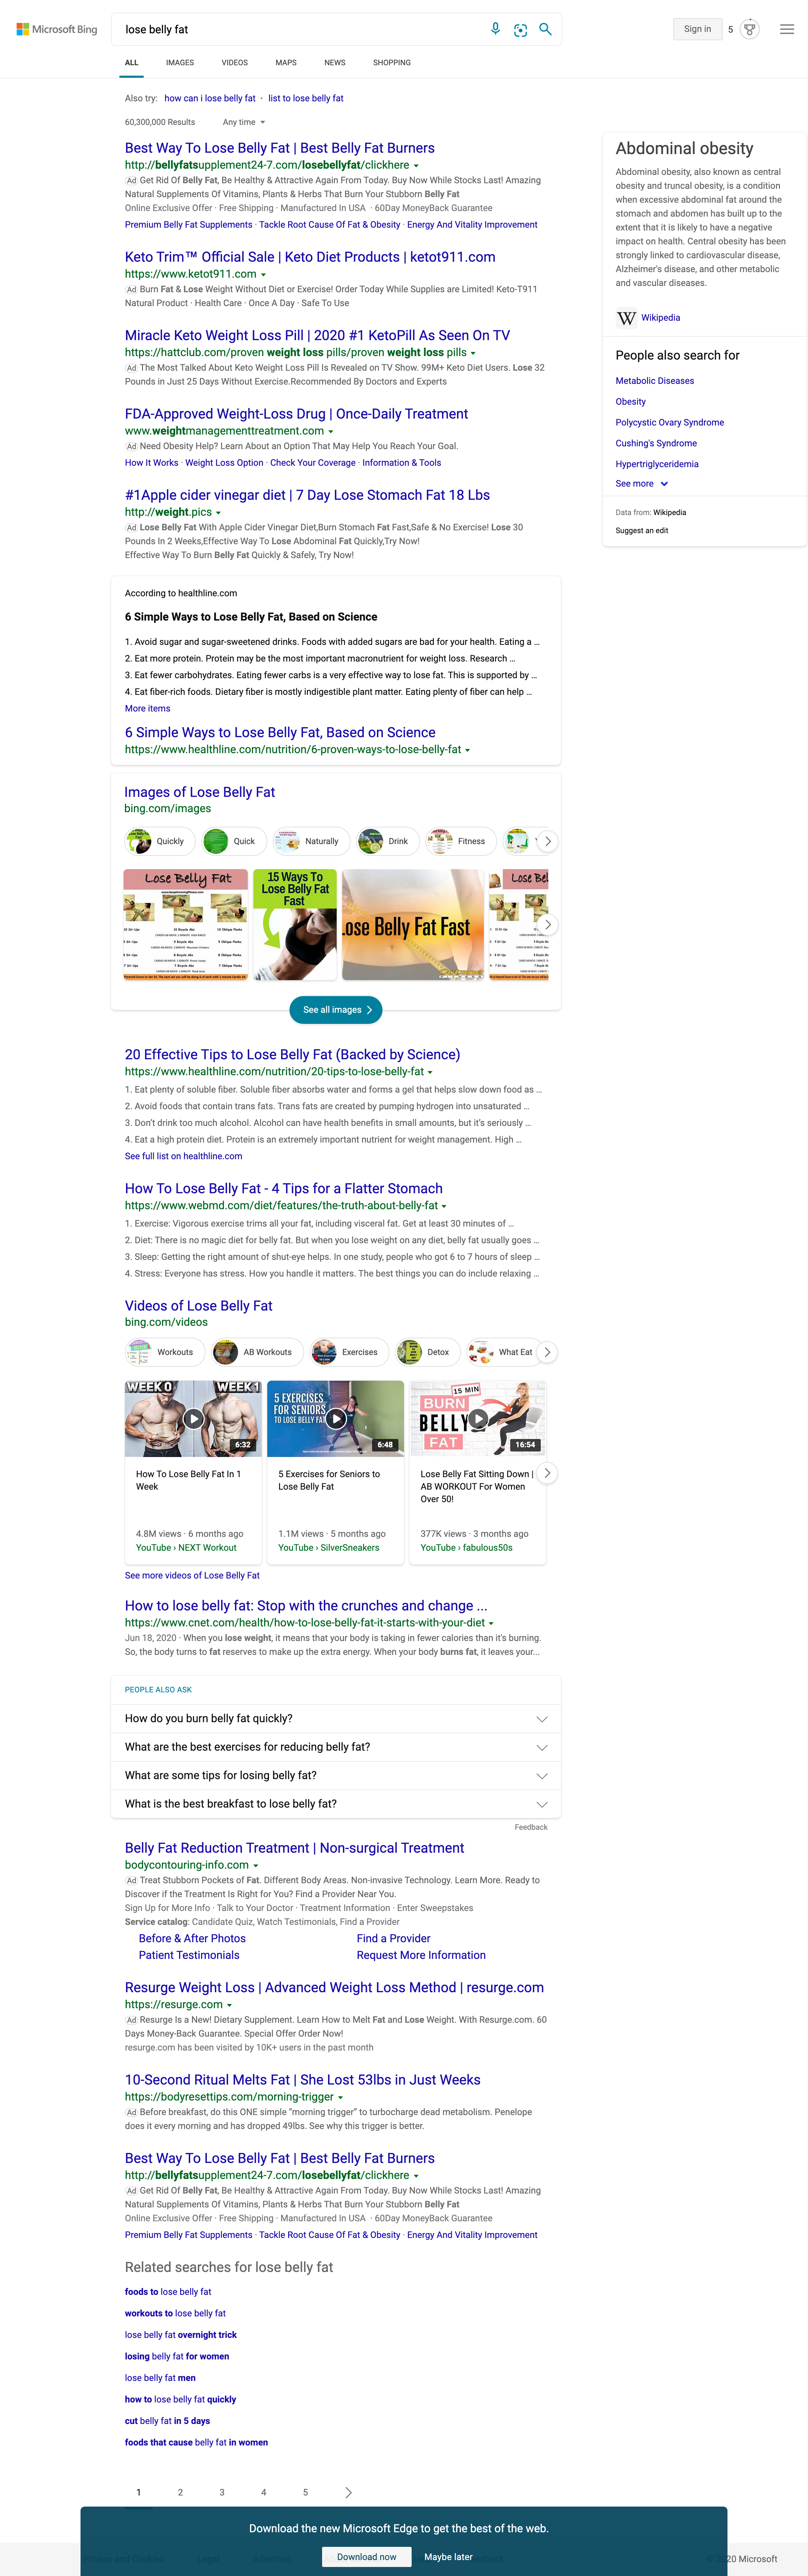 Microsoft Bing
lose belly fat
Sign in
5
ALL
IMAGES
VIDEOS
MAPS
NEWS
SHOPPING
Also try: how can i lose belly fat · list to lose belly fat
60,300,000 Results
Any time
Best Way To Lose Belly Fat | Best Belly Fat Burners
http://bellyfatsupplement24-7.com/losebellyfat/clickhere
Ad Get Rid Of Belly Fat, Be Healthy & Attractive Again From Today. Buy Now While Stocks Last! Amazing
Natural Supplements Of Vitamins, Plants & Herbs That Burn Your Stubborn Belly Fat
Online Exclusive Offer · Free Shipping · Manufactured In USA · 60Day MoneyBack Guarantee
Premium Belly Fat Supplements · Tackle Root Cause Of Fat & Obesity · Energy And Vitality Improvement
Keto Trim™ Official Sale | Keto Diet Products | ketot911.com
https://www.ketot911.com
Ad Burn Fat & Lose Weight Without Diet or Exercise! Order Today While Supplies are Limited! Keto-T911
Natural Product · Health Care · Once A Day · Safe To Use
Miracle Keto Weight Loss Pill | 2020 #1 KetoPill As Seen On TV
https://hattclub.com/proven weight loss pills/proven weight loss pills
Ad The Most Talked About Keto Weight Loss Pill Is Revealed on TV Show. 99M+ Keto Diet Users. Lose 32
Pounds in Just 25 Days Without Exercise.Recommended By Doctors and Experts
FDA-Approved Weight-Loss Drug | Once-Daily Treatment
www.weightmanagementtreatment.com
Ad Need Obesity Help? Learn About an Option That May Help You Reach Your Goal.
How It Works · Weight Loss Option · Check Your Coverage · Information & Tools
#1Apple cider vinegar diet | 7 Day Lose Stomach Fat 18 Lbs
http://weight.pics
Ad Lose Belly Fat With Apple Cider Vinegar Diet,Burn Stomach Fat Fast,Safe & No Exercise! Lose 30
Pounds In 2 Weeks,Effective Way To Lose Abdominal Fat Quickly,Try Now!
Effective Way To Burn Belly Fat Quickly & Safely, Try Now!
Abdominal obesity
Abdominal obesity, also known as central
obesity and truncal obesity, is a condition
when excessive abdominal fat around the
stomach and abdomen has built up to the
extent that it is likely to have a negative
impact on health. Central obesity has been
strongly linked to cardiovascular disease,
Alzheimer's disease, and other metabolic
and vascular diseases.
W Wikipedia
People also search for
Metabolic Diseases
Obesity
Polycystic Ovary Syndrome
Cushing's Syndrome
Hypertriglyceridemia
See more
Data from: Wikipedia
Suggest an edit
According to healthline.com
6 Simple Ways to Lose Belly Fat, Based on Science
1. Avoid sugar and sugar-sweetened drinks. Foods with added sugars are bad for your health. Eating a ...
2. Eat more protein. Protein may be the most important macronutrient for weight loss. Research ...
3. Eat fewer carbohydrates. Eating fewer carbs is a very effective way to lose fat. This is supported by ...
4. Eat fiber-rich foods. Dietary fiber is mostly indigestible plant matter. Eating plenty of fiber can help ...
More items
6 Simple Ways to Lose Belly Fat, Based on Science
https://www.healthline.com/nutrition/6-proven-ways-to-lose-belly-fat
Images of Lose Belly Fat
bing.com/images
Quickly
Quick
Naturally
Drink
Fitness
Lose Belly Fat
15 Ways To
Lose Belly Fat
Fast
ose Belly Fat Fast
Lose Bel
See all images
20 Effective Tips to Lose Belly Fat (Backed by Science)
https://www.healthline.com/nutrition/20-tips-to-lose-belly-fat
1. Eat plenty of soluble fiber. Soluble fiber absorbs water and forms a gel that helps slow down food as ...
2. Avoid foods that contain trans fats. Trans fats are created by pumping hydrogen into unsaturated ...
3. Don't drink too much alcohol. Alcohol can have health benefits in small amounts, but it's seriously ...
4. Eat a high protein diet. Protein is an extremely important nutrient for weight management. High ...
See full list on healthline.com
How To Lose Belly Fat - 4 Tips for a Flatter Stomach
https://www.webmd.com/diet/features/the-truth-about-belly-fat
1. Exercise: Vigorous exercise trims all your fat, including visceral fat. Get at least 30 minutes of ...
2. Diet: There is no magic diet for belly fat. But when you lose weight on any diet, belly fat usually goes ...
3. Sleep: Getting the right amount of shut-eye helps. In one study, people who got 6 to 7 hours of sleep ...
4. Stress: Everyone has stress. How you handle it matters. The best things you can do include relaxing ...
Videos of Lose Belly Fat
bing.com/videos
Workouts
AB Workouts
Exercises
Detox
What Eat
WEEK 0
WEEK 1
6:32
5 EXERCISES
FOR SENIORS
TO LOSE BELLY FAT
6:48
15 MIN
BURN
BELLY
FAT
16:54
How To Lose Belly Fat In 1
Week
4.8M views · 6 months ago
YouTube › NEXT Workout
5 Exercises for Seniors to
Lose Belly Fat
1.1M views · 5 months ago
YouTube › SilverSneakers
Lose Belly Fat Sitting Down |
AB WORKOUT For Women
Over 50!
377K views · 3 months ago
YouTube › fabulous50s
See more videos of Lose Belly Fat
How to lose belly fat: Stop with the crunches and change ...
https://www.cnet.com/health/how-to-lose-belly-fat-it-starts-with-your-diet
Jun 18, 2020 · When you lose weight, it means that your body is taking in fewer calories than it's burning.
So, the body turns to fat reserves to make up the extra energy. When your body burns fat, it leaves your...
PEOPLE ALSO ASK
How do you burn belly fat quickly?
What are the best exercises for reducing belly fat?
What are some tips for losing belly fat?
What is the best breakfast to lose belly fat?
Feedback
Belly Fat Reduction Treatment | Non-surgical Treatment
bodycontouring-info.com
Ad Treat Stubborn Pockets of Fat. Different Body Areas. Non-invasive Technology. Learn More. Ready to
Discover if the Treatment Is Right for You? Find a Provider Near You.
Sign Up for More Info · Talk to Your Doctor · Treatment Information · Enter Sweepstakes
Service catalog: Candidate Quiz, Watch Testimonials, Find a Provider
Before & After Photos
Find a Provider
Patient Testimonials
Request More Information
Resurge Weight Loss | Advanced Weight Loss Method | resurge.com
https://resurge.com
Ad Resurge Is a New! Dietary Supplement. Learn How to Melt Fat and Lose Weight. With Resurge.com. 60
Days Money-Back Guarantee. Special Offer Order Now!
resurge.com has been visited by 10K+ users in the past month
10-Second Ritual Melts Fat | She Lost 53lbs in Just Weeks
https://bodyresettips.com/morning-trigger
Ad Before breakfast, do this ONE simple "morning trigger" to turbocharge dead metabolism. Penelope
does it every morning and has dropped 49lbs. See why this trigger is better.
Best Way To Lose Belly Fat | Best Belly Fat Burners
http://bellyfatsupplement24-7.com/losebellyfat/clickhere
Ad Get Rid Of Belly Fat, Be Healthy & Attractive Again From Today. Buy Now While Stocks Last! Amazing
Natural Supplements Of Vitamins, Plants & Herbs That Burn Your Stubborn Belly Fat
Online Exclusive Offer · Free Shipping · Manufactured In USA · 60Day MoneyBack Guarantee
Premium Belly Fat Supplements · Tackle Root Cause Of Fat & Obesity · Energy And Vitality Improvement
Related searches for lose belly fat
foods to lose belly fat
workouts to lose belly fat
lose belly fat overnight trick
losing belly fat for women
lose belly fat men
how to lose belly fat quickly
cut belly fat in 5 days
foods that cause belly fat in women
1 2 3 4 5
Download the new Microsoft Edge to get the best of the web.
Download now
Maybe later
20 Microsoft